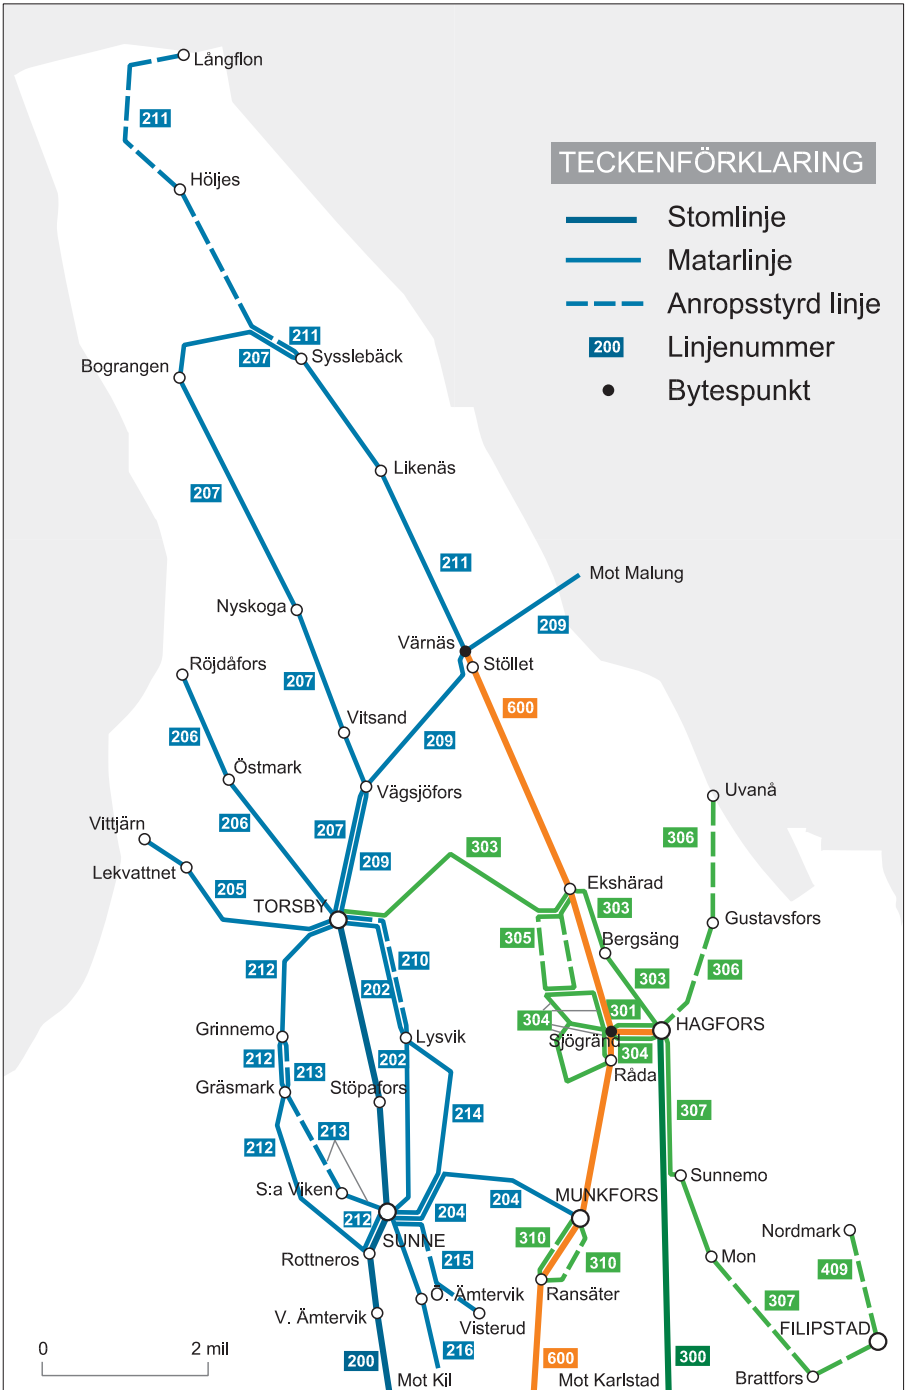 Långflon
211
Höljes
TECKENFÖRKLARING
Stomlinje
Matarlinje
Anropsstyrd linje
200 Linjenummer
Bytespunkt
211
207
Sysslebäck
Bograngen
Likenäs
207
211
Mot Malung
209
Nyskoga
Värnäs
Stöllet
Röjdåfors
207
600
Vitsand
206
209
Östmark
Vägsjöfors
Uvanå
206
207
306
Vittjärn
303
209
Lekvattnet
Ekshärad
205
TORSBY
303
Gustavsfors
305
Bergsäng
210
306
212
303
202
301
304
HAGFORS
Grinnemo
Lysvik
Sjögränd
212
202
304
213
Råda
Gräsmark
Stöpafors
307
214
213
212
Sunnemo
S:a Viken
204
MUNKFORS
212
204
Nordmark
SUNNE
310
Rottneros
215
310
Mon
409
Ransäter
307
Ö. Ämtervik
V. Ämtervik
Visterud
FILIPSTAD
0
2 mil
216
200
600
300
Mot Kil
Mot Karlstad
Brattfors